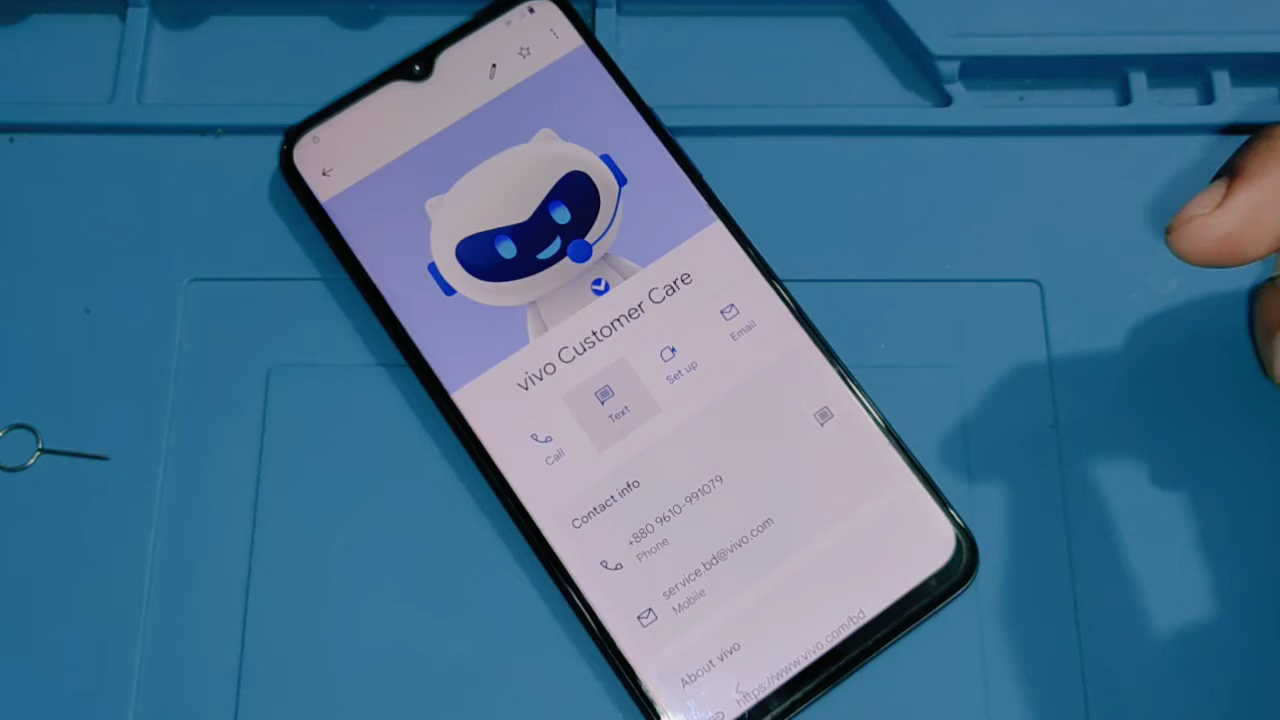 vivo Customer Care
Call
Text
Set up
Email
Contact info
+880 9610-991079
Phone
service.bd@vivo.com
Mobile
About vivo
https://www.vivo.com/bd